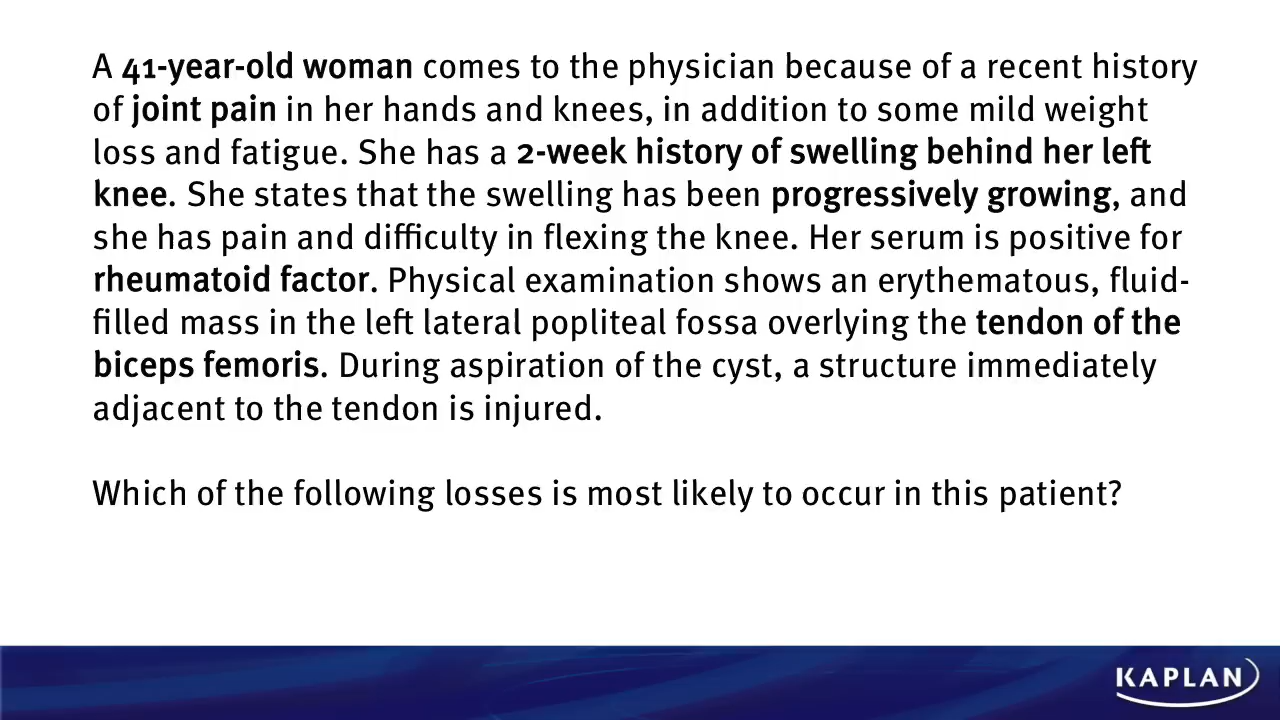 A 41-year-old woman comes to the physician because of a recent history
of joint pain in her hands and knees, in addition to some mild weight
loss and fatigue. She has a 2-week history of swelling behind her left
knee. She states that the swelling has been progressively growing, and
she has pain and difficulty in flexing the knee. Her serum is positive for
rheumatoid factor. Physical examination shows an erythematous, fluid-
filled mass in the left lateral popliteal fossa overlying the tendon of the
biceps femoris. During aspiration of the cyst, a structure immediately
adjacent to the tendon is injured.
Which of the following losses is most likely to occur in this patient?
KAPLAN